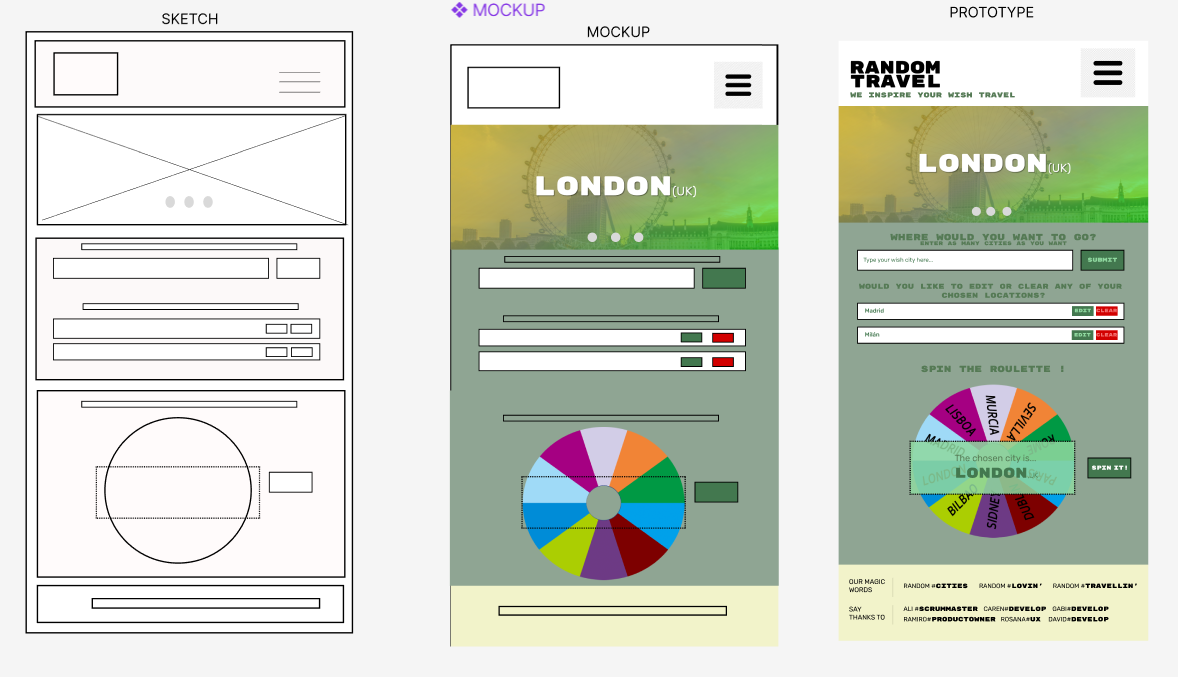 SKETCH
MOCKUP
MOCKUP
LONDON(UK)
PROTOTYPE
RANDOM
TRAVEL
WE INSPIRE YOUR WISH TRAVEL
LONDON(UK)
WHERE WOULD YOU WANT TO GO?
ENTER AS MANY CITIES AS YOU WANT
Type your wish city here...
SUBMIT
WOULD YOU LIKE TO EDIT OR CLEAR ANY OF YOUR
CHOSEN LOCATIONS?
Madrid
EDIT
CLEAR
Milán
EDIT
CLEAR
SPIN THE ROULETTE !
LISBOA
MURCIA
SEVILLA
MADRID
The chosen city is...
LONDON
PARIS
SPIN IT!
BILBAO
SIDNEY
DUBI
OUR MAGIC
WORDS
RANDOM #CITIES
RANDOM #LOVIN'
RANDOM #TRAVELLIN'
SAY
THANKS TO
ALI #SCRUMMASTER
CAREN#DEVELOP
GABI#DEVELOP
RAMIRO#PRODUCTOWNER
ROSANA#UX
DAVID#DEVELOP